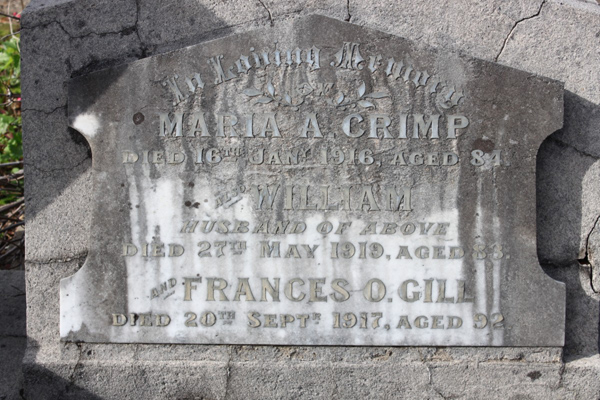 In Loving Memory
MARIA A. CRIMP
DIED 16TH JANY 1916, AGED 84.
WILLIAM
HUSBAND OF ABOVE
DIED 27TH MAY 1919, AGED
AND FRANCES O. GILL
DIED 20TH SEPTR 1917, AGED 92